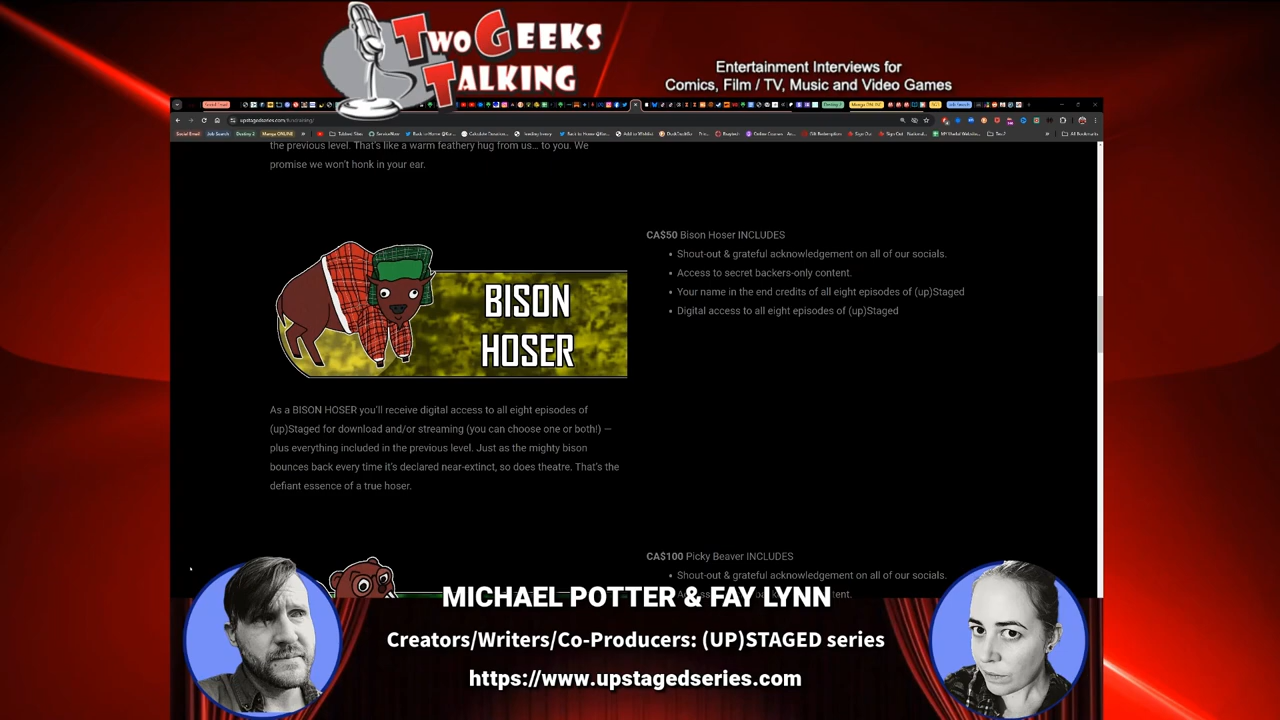 TWO GEEKS
TALKING
Entertainment Interviews for
Comics, Film / TV, Music and Video Games
upstagedseries.com
the previous level. That's like a warm feathery hug from us... to you. We
promise we won't honk in your ear.
BISON
HOSER
CA$50 Bison Hoser INCLUDES
Shout-out & grateful acknowledgement on all of our socials.
Access to secret backers-only content.
Your name in the end credits of all eight episodes of (up)Staged
Digital access to all eight episodes of (up)Staged
As a BISON HOSER you'll receive digital access to all eight episodes of
(up)Staged for download and/or streaming (you can choose one or both!) —
plus everything included in the previous level. Just as the mighty bison
bounces back every time it's declared near-extinct, so does theatre. That's the
defiant essence of a true hoser.
CA$100 Picky Beaver INCLUDES
Shout-out & grateful acknowledgement on all of our socials.
MICHAEL POTTER & FAY LYNN
Creators/Writers/Co-Producers: (UP)STAGED series
https://www.upstagedseries.com